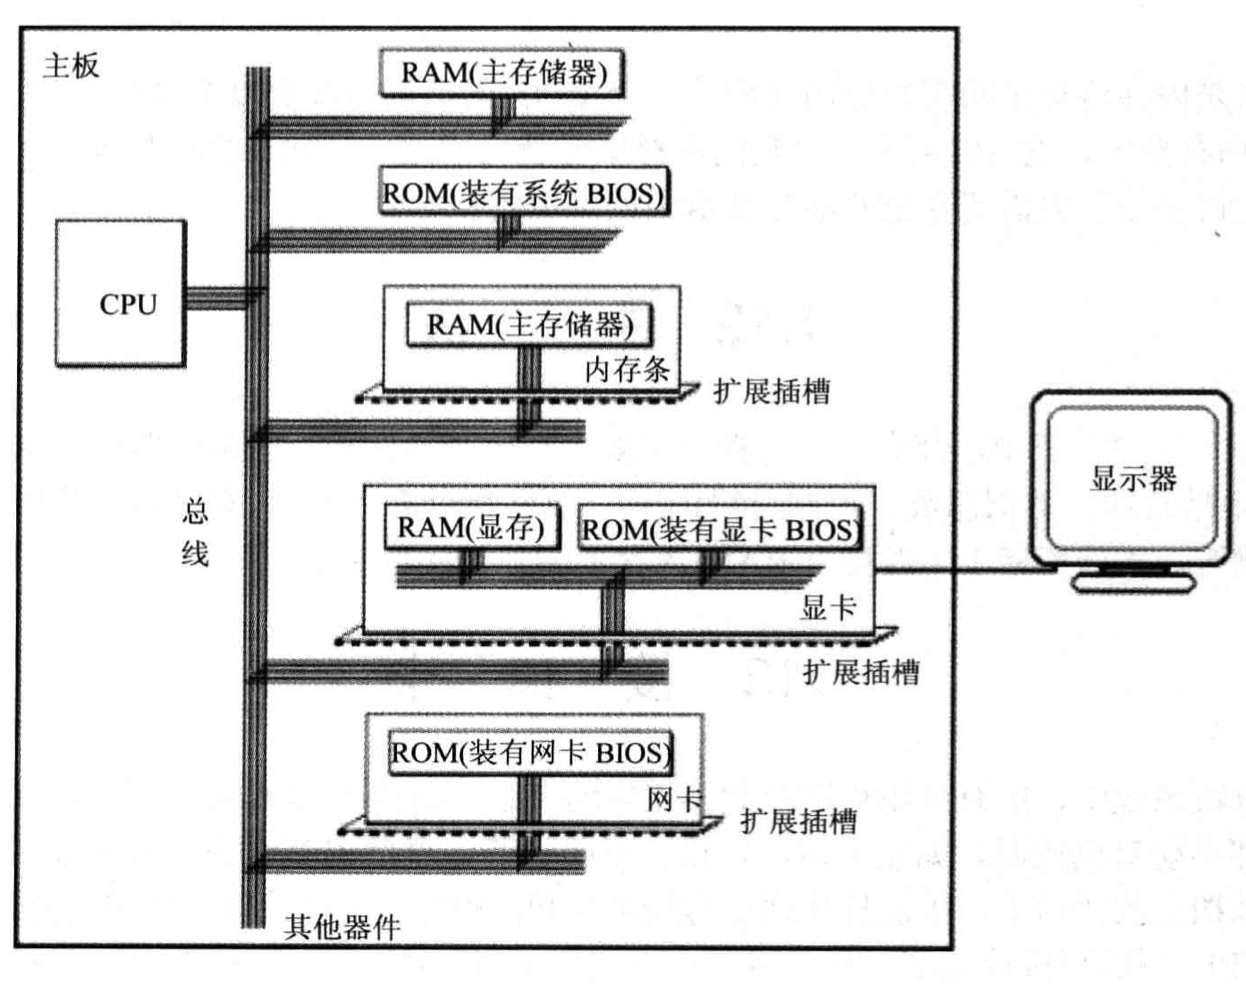 主板
RAM(主存储器)
ROM(装有系统 BIOS)
CPU
RAM(主存储器)
内存条
扩展插槽
总
线
RAM(显存)
ROM(装有显卡 BIOS)
显卡
扩展插槽
显示器
ROM(装有网卡 BIOS)
网卡
扩展插槽
其他器件